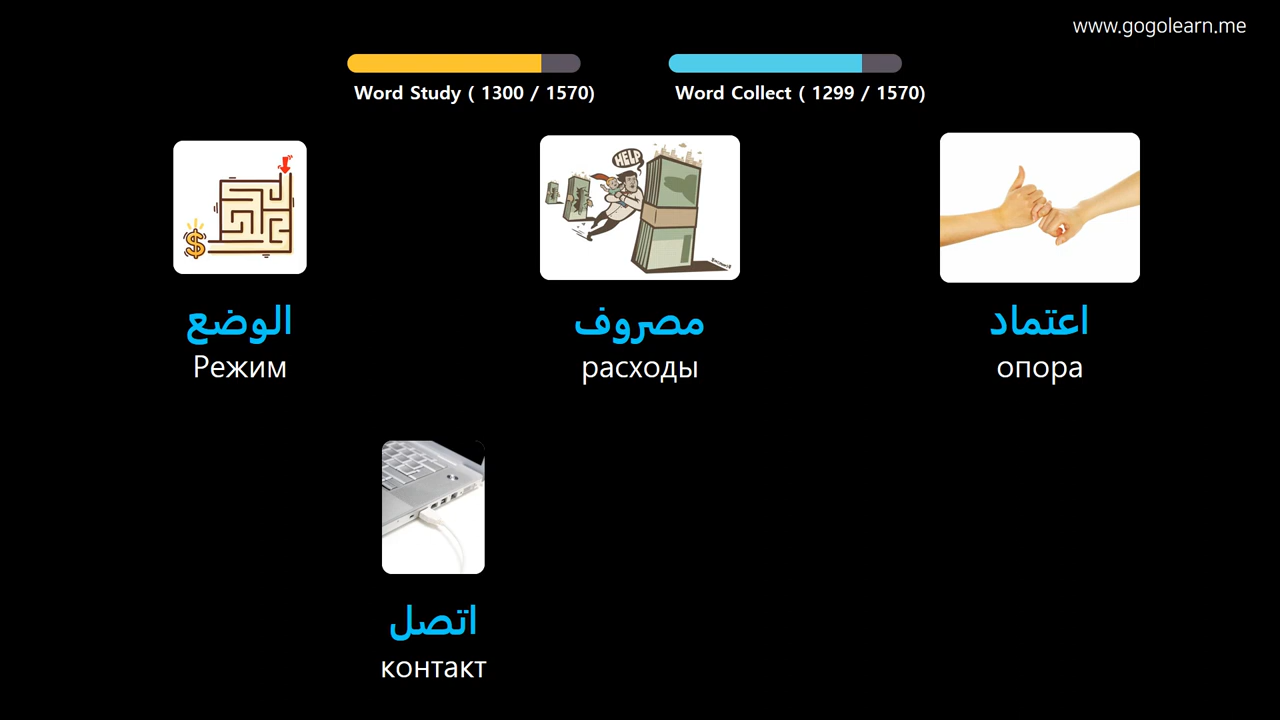 www.gogolearn.me
Word Study ( 1300 / 1570)
Word Collect ( 1299 / 1570)
HELP
$
الوضع
Режим
مصروف
расходы
اعتماد
опора
اتصل
контакт